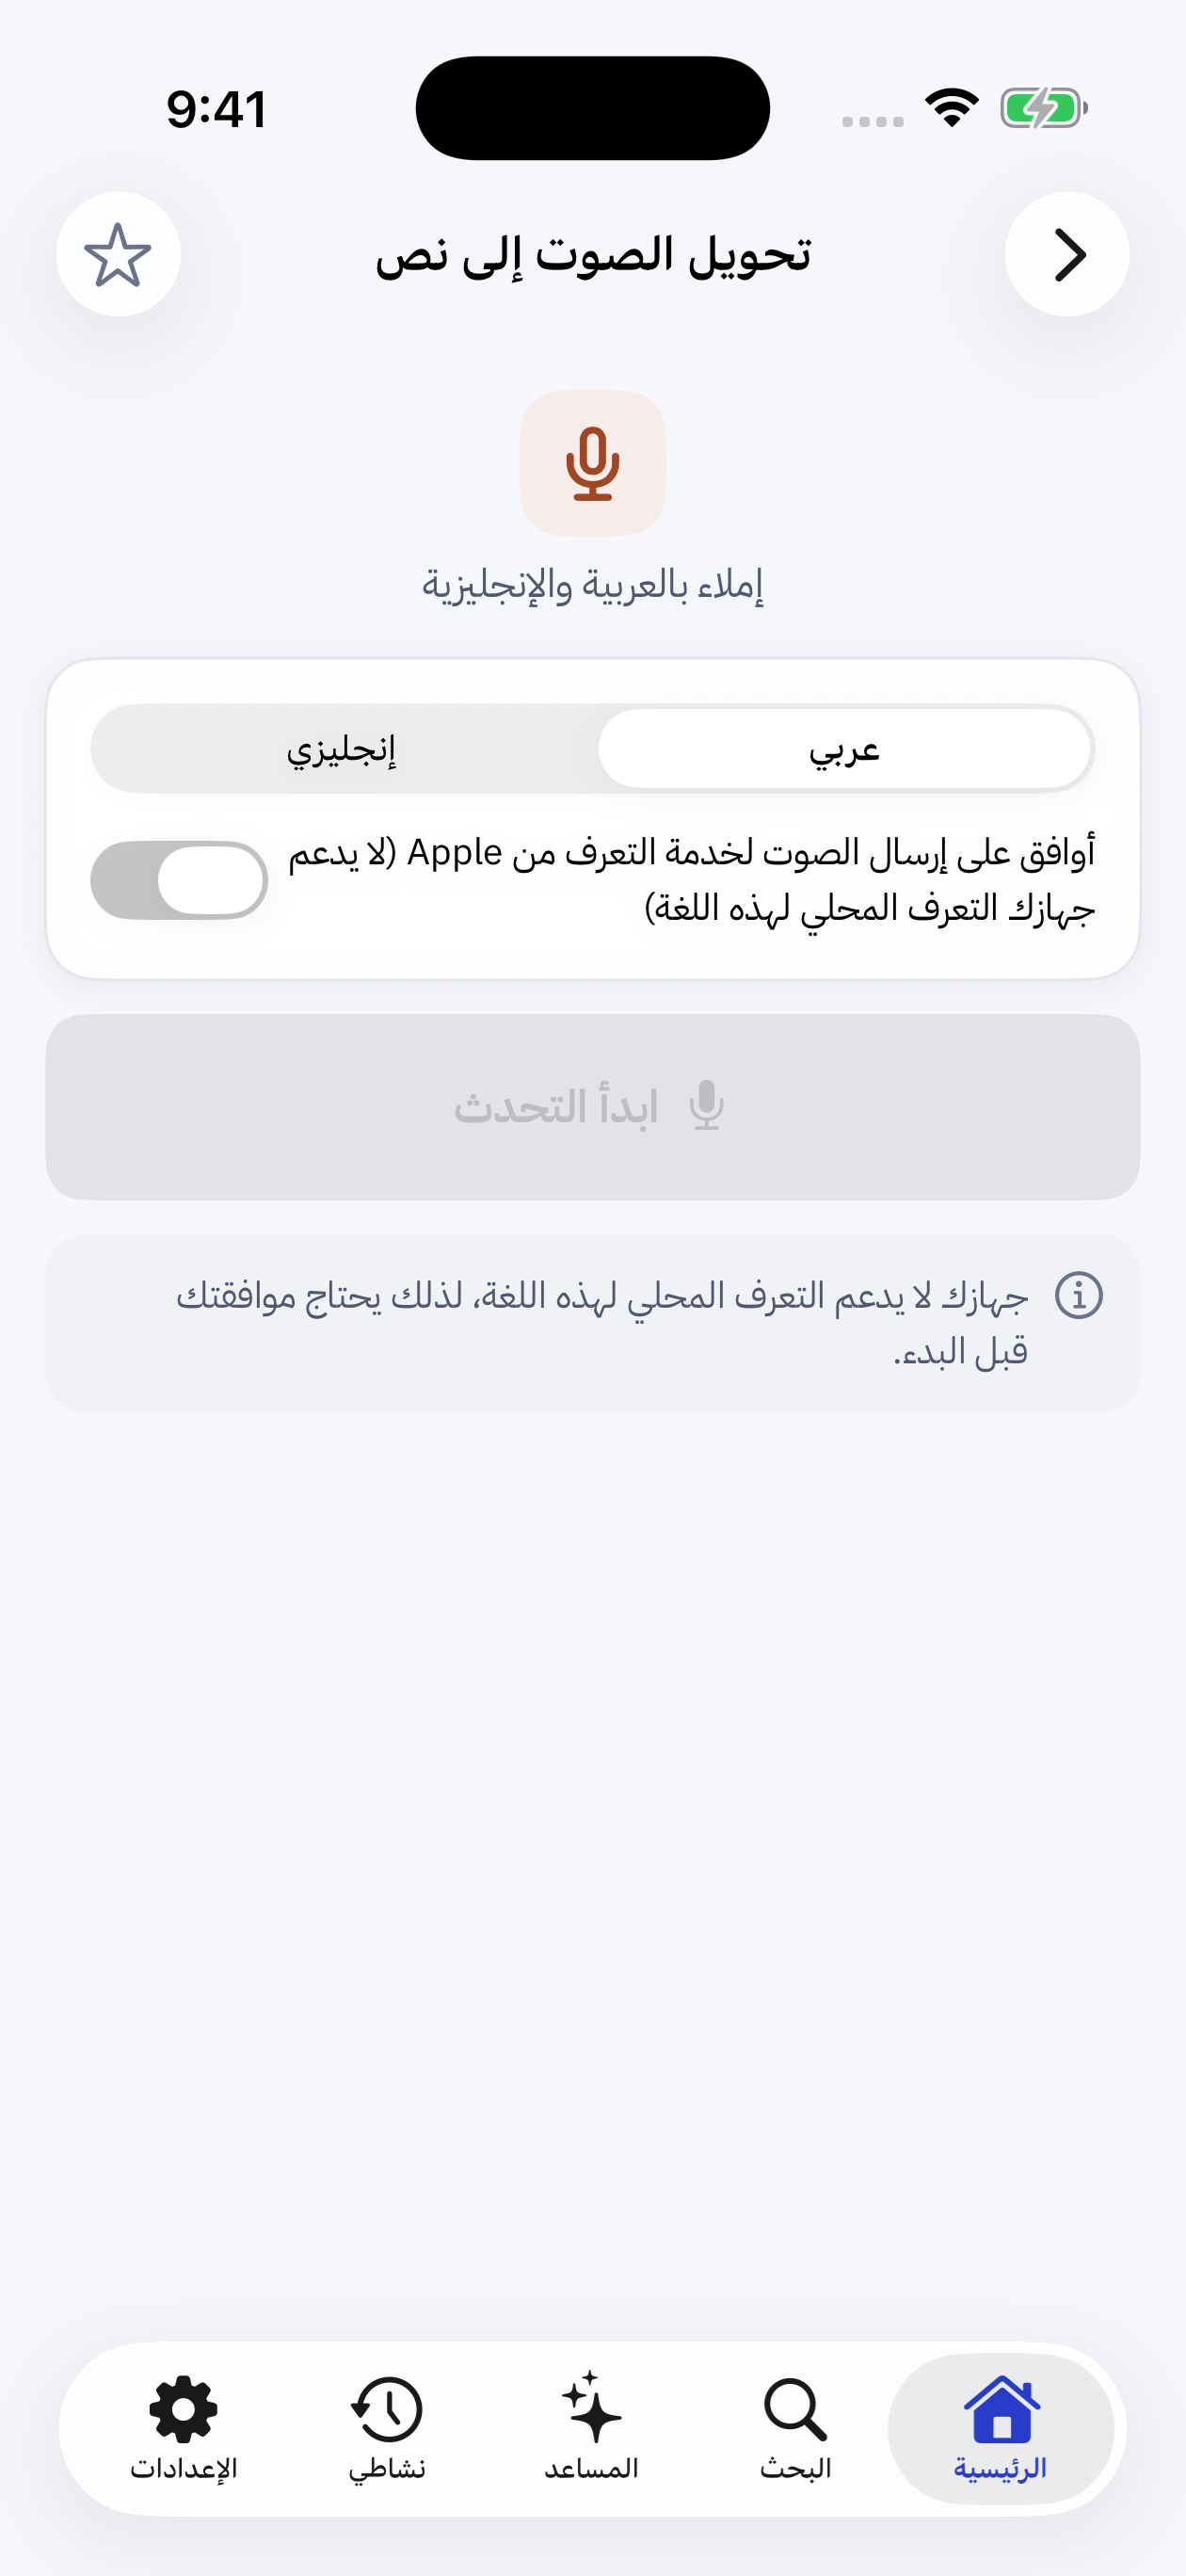 9:41
تحويل الصوت إلى نص
إملاء بالعربية والإنجليزية
عربي
إنجليزي
أوافق على إرسال الصوت لخدمة التعرف من Apple (لا يدعم
جهازك التعرف المحلي لهذه اللغة)
ابدأ التحدث
جهازك لا يدعم التعرف المحلي لهذه اللغة، لذلك يحتاج موافقتك
قبل البدء.
الرئيسية
البحث
المساعد
نشاطي
الإعدادات